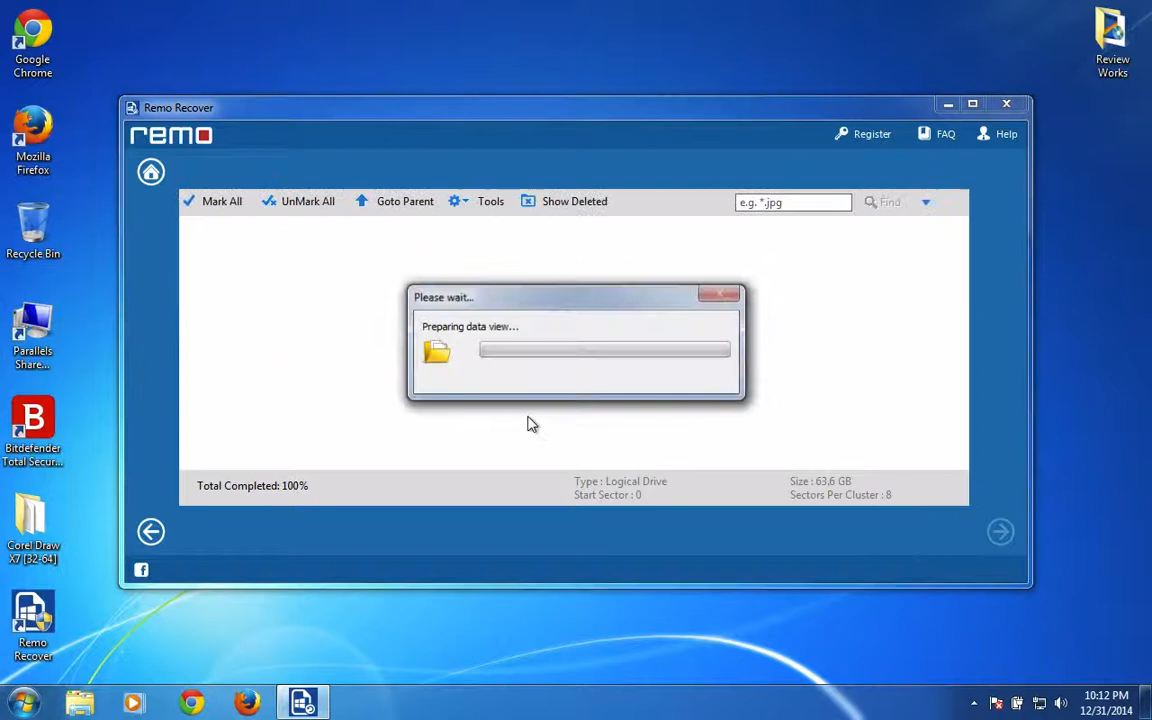 Google
Chrome
Mozilla
Firefox
Recycle Bin
Parallels
Share...
B
Bitdefender
Total Secur...
Corel Draw
X7 [32-64]
Remo
Recover
Review
Works
Remo Recover
remo
Register
FAQ
Help
Mark All
UnMark All
Goto Parent
Tools
Show Deleted
e.g. *.jpg
Find
Please wait...
Preparing data view...
Total Completed: 100%
Type : Logical Drive
Start Sector : 0
Size : 63.6 GB
Sectors Per Cluster : 8
f
10:12 PM
12/31/2014